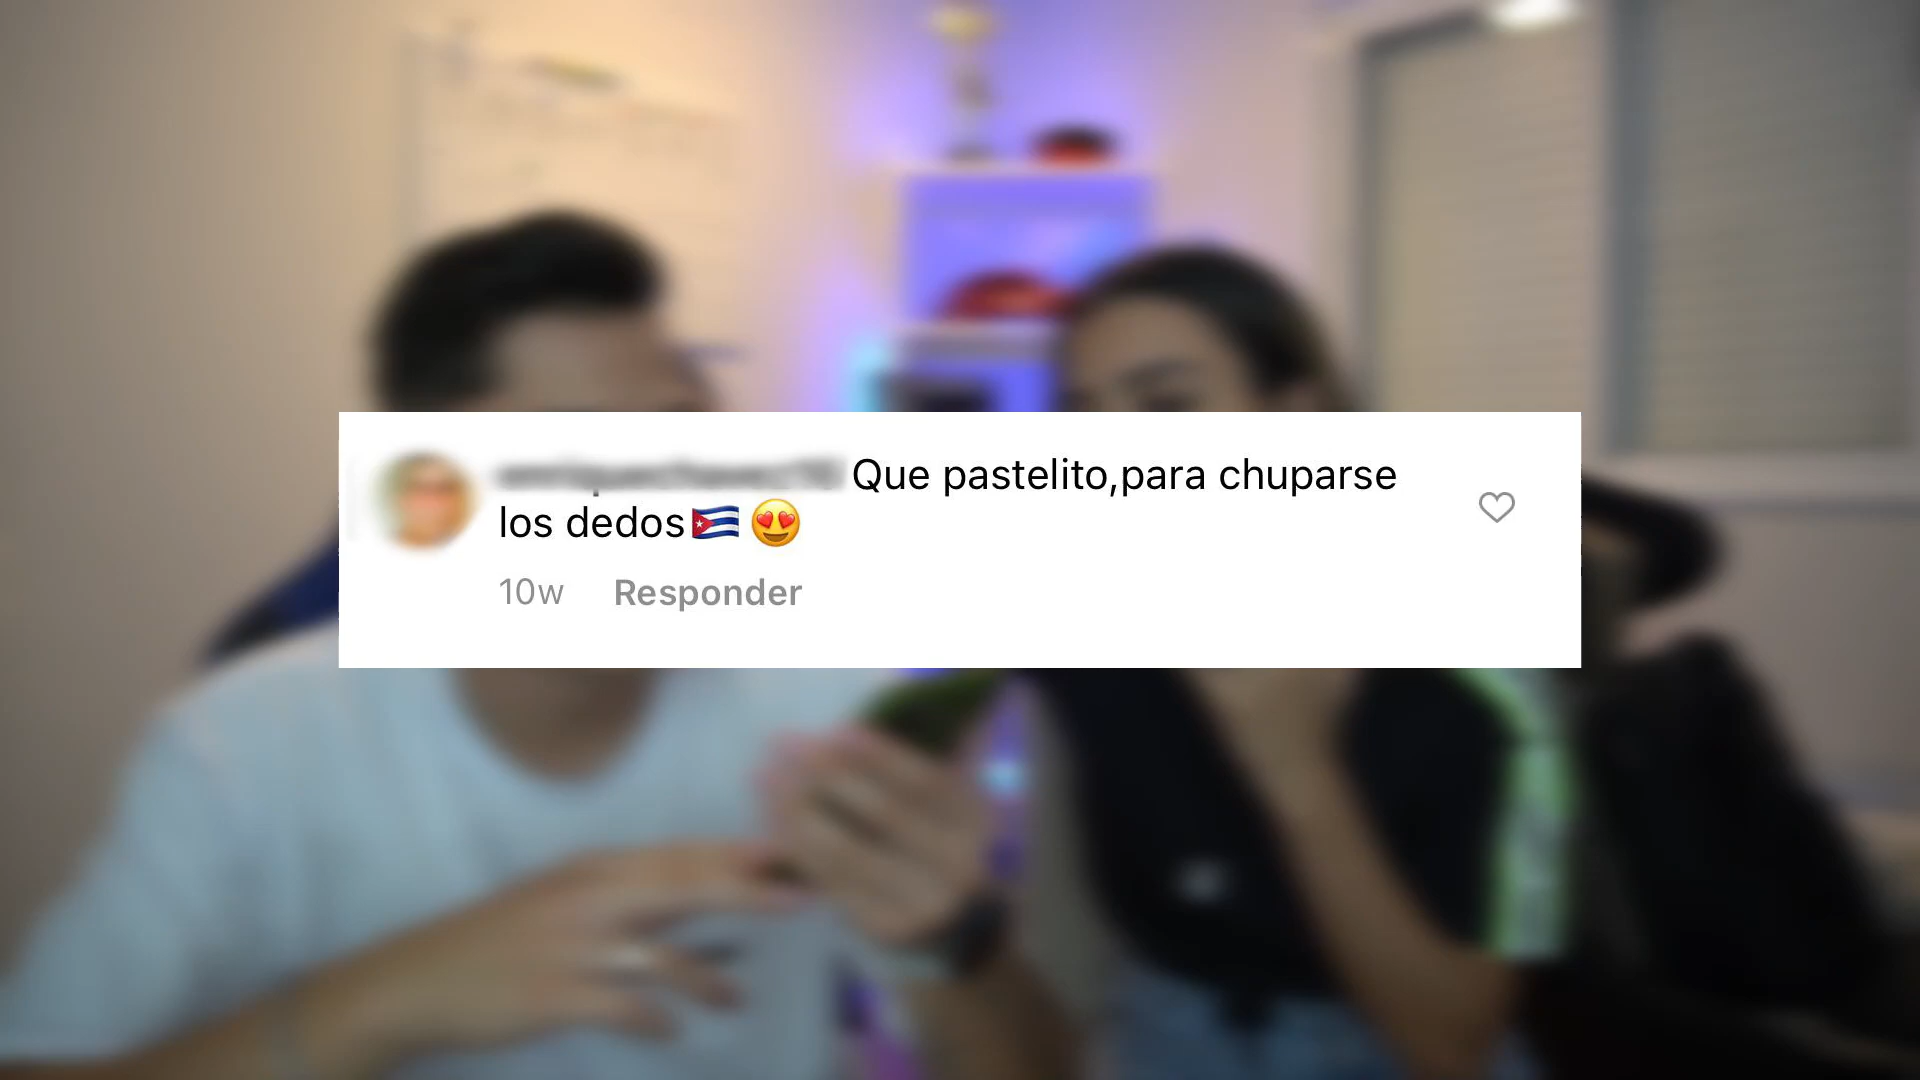 Que pastelito,para chuparse
los dedos🇨🇺😍
10w Responder